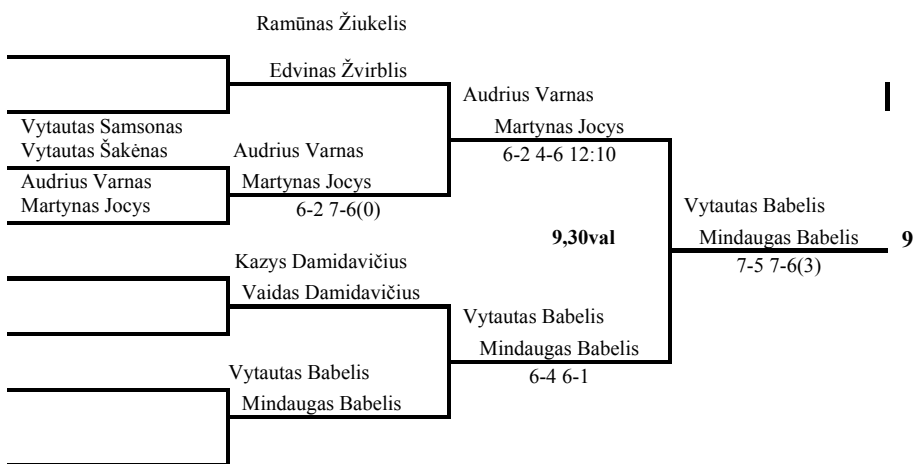 Ramūnas Žiukelis
Edvinas Žvirblis
Audrius Varnas
Martynas Jocys
6-2 4-6 12:10
Vytautas Samsonas
Vytautas Šakėnas
Audrius Varnas
Martynas Jocys
Audrius Varnas
Martynas Jocys
6-2 7-6(0)
Vytautas Babelis
Mindaugas Babelis
7-5 7-6(3)
9,30val
9
Kazys Damidavičius
Vaidas Damidavičius
Vytautas Babelis
Mindaugas Babelis
6-4 6-1
Vytautas Babelis
Mindaugas Babelis